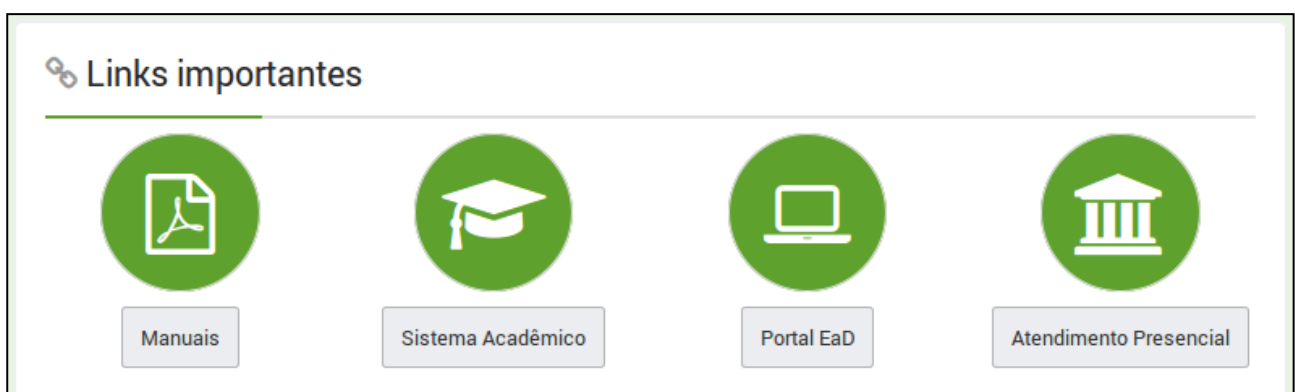 Links importantes
Manuais
Sistema Acadêmico
Portal EaD
Atendimento Presencial